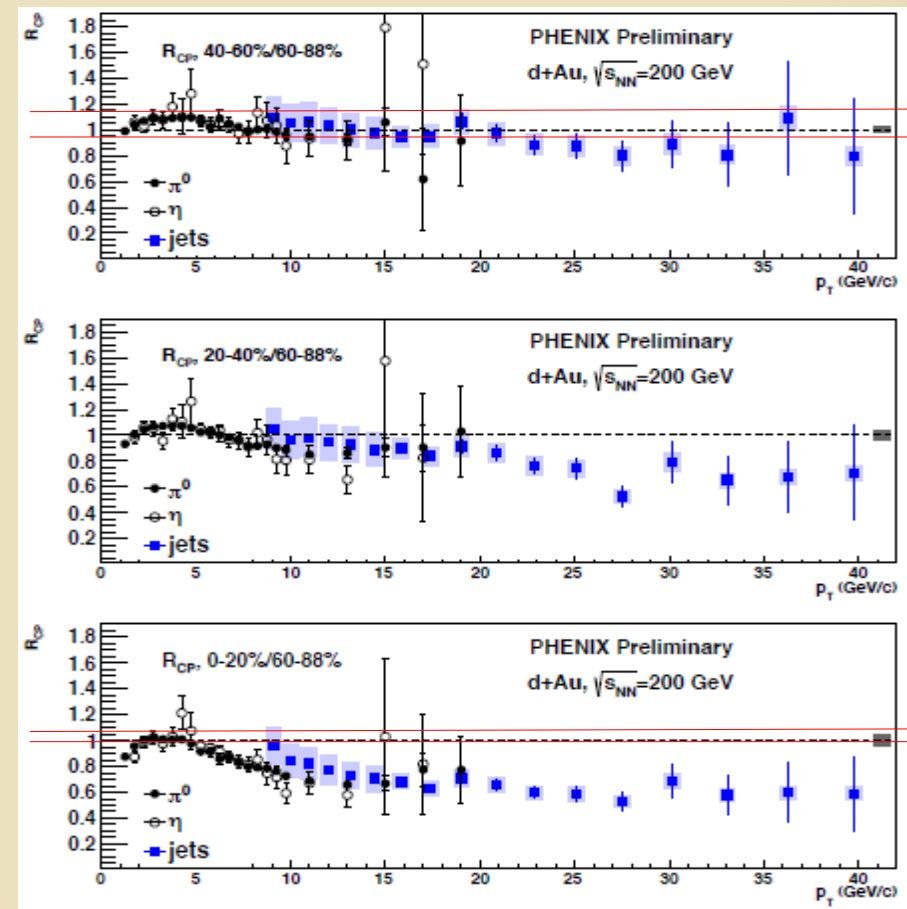 R_CP
R_CP, 40-60%/60-88%
PHENIX Preliminary
d+Au, √s_NN=200 GeV
1.8
1.6
1.4
1.2
1
0.8
0.6
0.4
0.2
π⁰
η
jets
0 5 10 15 20 25 30 35 40
p_T (GeV/c)
R_CP
R_CP, 20-40%/60-88%
PHENIX Preliminary
d+Au, √s_NN=200 GeV
1.8
1.6
1.4
1.2
1
0.8
0.6
0.4
0.2
π⁰
η
jets
0 5 10 15 20 25 30 35 40
p_T (GeV/c)
R_CP
R_CP, 0-20%/60-88%
PHENIX Preliminary
d+Au, √s_NN=200 GeV
1.8
1.6
1.4
1.2
1
0.8
0.6
0.4
0.2
π⁰
η
jets
0 5 10 15 20 25 30 35 40
p_T (GeV/c)